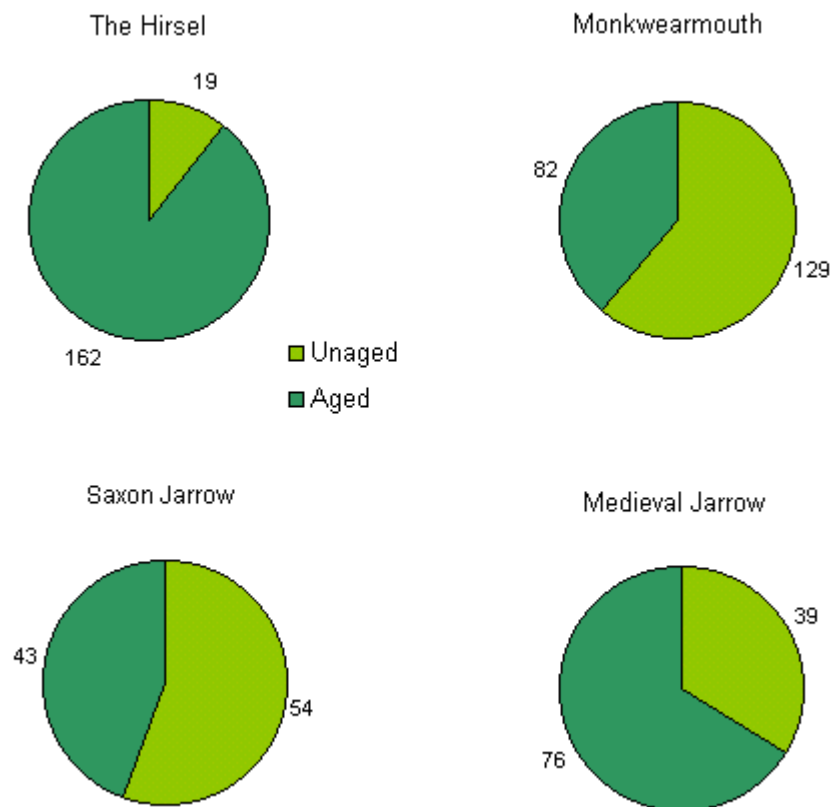 The Hirsel
19
162
Monkwearmouth
82
129
Unaged
Aged
Saxon Jarrow
43
54
Medieval Jarrow
39
76